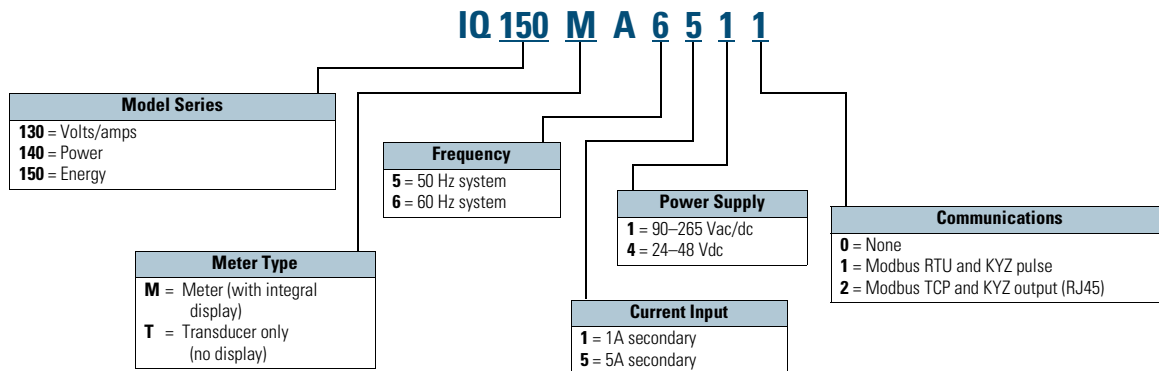 IQ 150 M A 6 5 1 1
Model Series
130 = Volts/amps
140 = Power
150 = Energy
Meter Type
M = Meter (with integral
display)
T = Transducer only
(no display)
Frequency
5 = 50 Hz system
6 = 60 Hz system
Current Input
1 = 1A secondary
5 = 5A secondary
Power Supply
1 = 90–265 Vac/dc
4 = 24–48 Vdc
Communications
0 = None
1 = Modbus RTU and KYZ pulse
2 = Modbus TCP and KYZ output (RJ45)